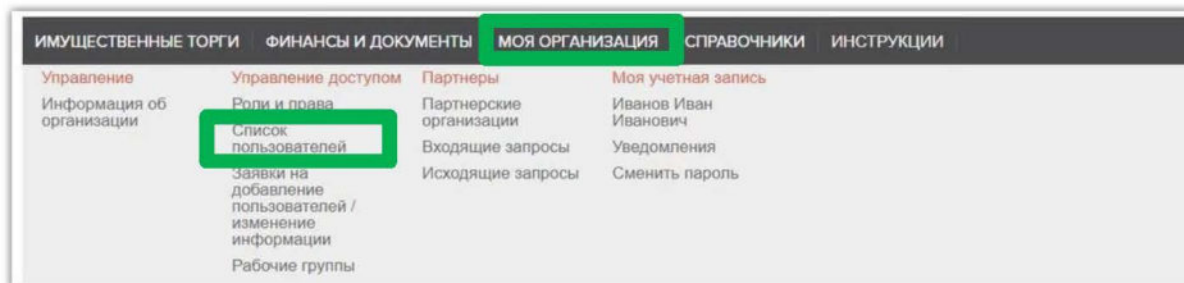 ИМУЩЕСТВЕННЫЕ ТОРГИ ФИНАНСЫ И ДОКУМЕНТЫ МОЯ ОРГАНИЗАЦИЯ СПРАВОЧНИКИ ИНСТРУКЦИИ
Управление
Информация об
организации
Управление доступом
Роли и права
Список
пользователей
Заявки на
добавление
пользователей /
изменение
информации
Рабочие группы
Партнеры
Партнерские
организации
Входящие запросы
Исходящие запросы
Моя учетная запись
Иванов Иван
Иванович
Уведомления
Сменить пароль